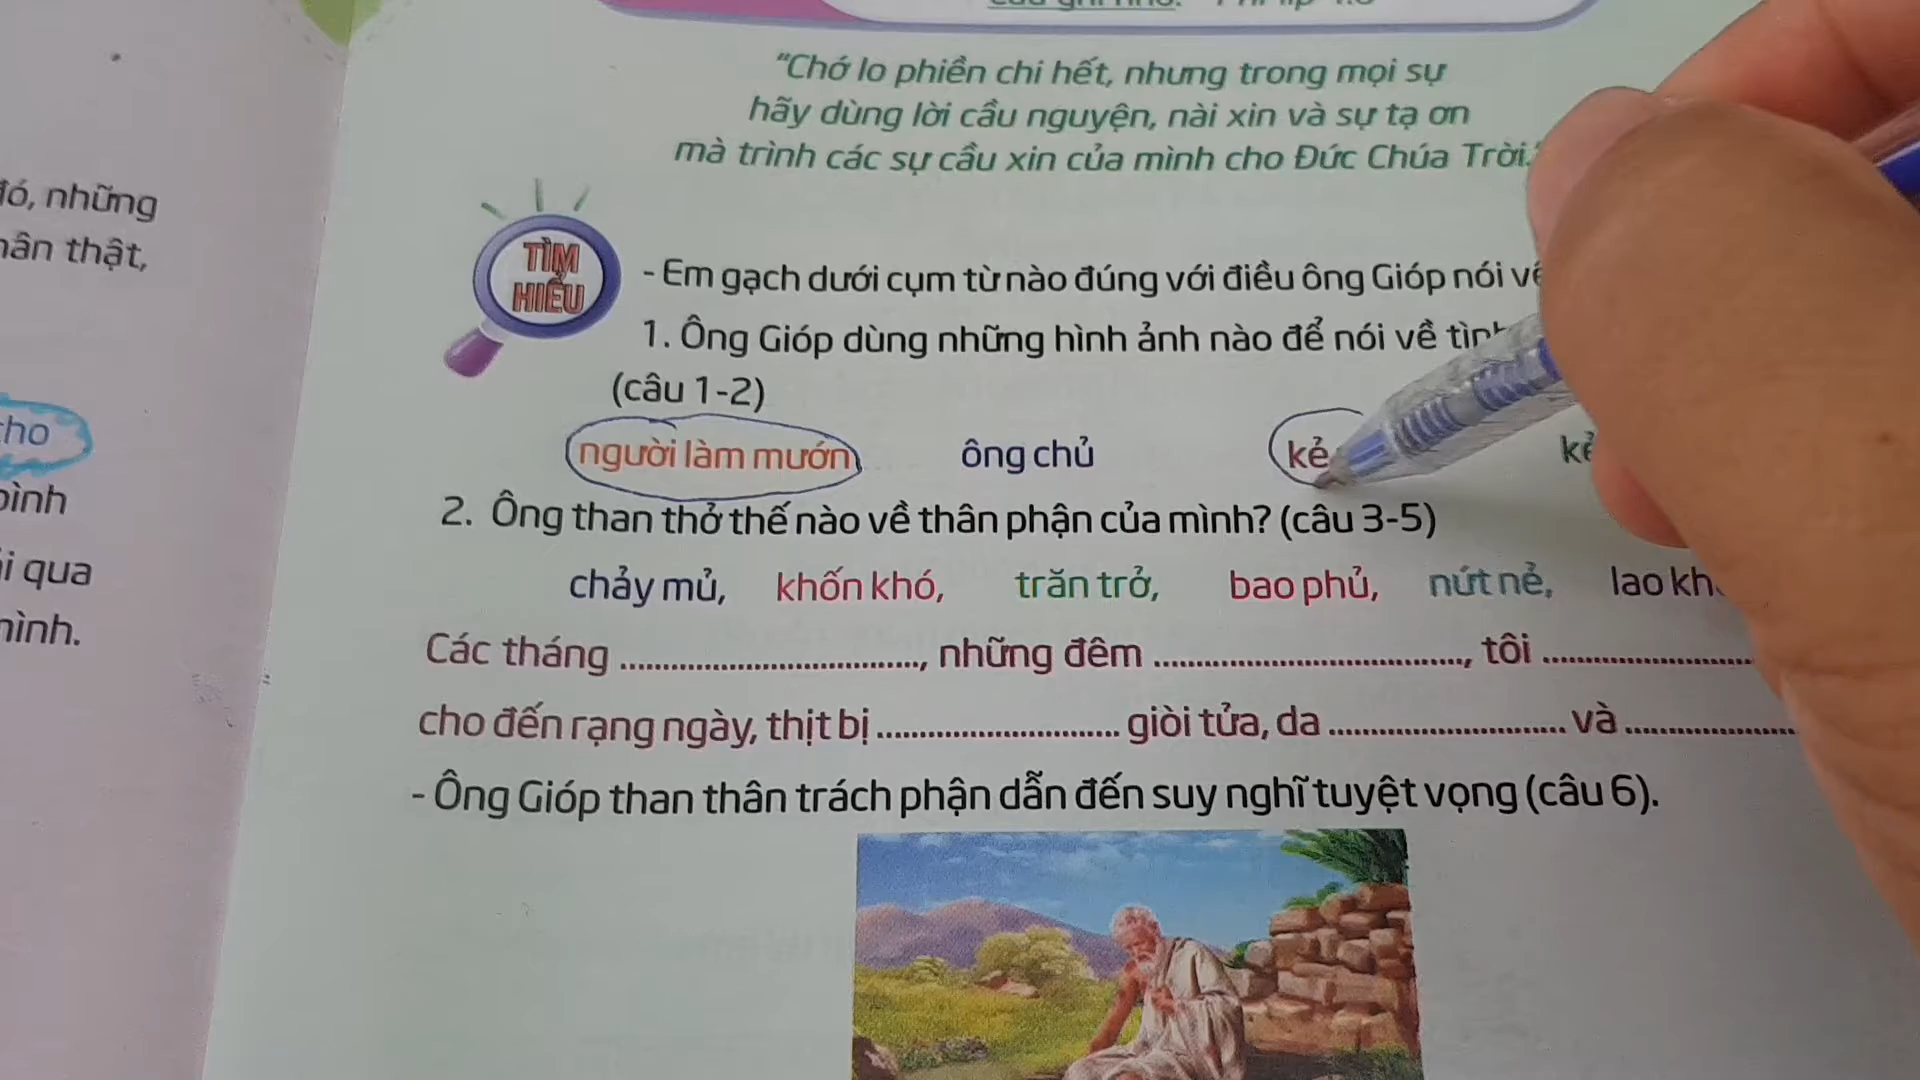 "Chớ lo phiền chi hết, nhưng trong mọi sự
hãy dùng lời cầu nguyện, nài xin và sự tạ ơn
mà trình các sự cầu xin của mình cho Đức Chúa Trời.
đó, những
thật,
TÌM
HIỂU
- Em gạch dưới cụm từ nào đúng với điều ông Gióp nói về
1. Ông Gióp dùng những hình ảnh nào để nói về
(câu 1-2)
cho
người làm mướn
ông chủ
kẻ
2. Ông than thở thế nào về thân phận của mình? (câu 3-5)
qua
chảy mủ, khốn khó, trăn trở, bao phủ, nứt nẻ, lao
mình.
Các tháng ...................................., những đêm ....................................., tôi ..........................
cho đến rạng ngày, thịt bị ............................. giòi tửa, da ............................ và .....................
- Ông Gióp than thân trách phận dẫn đến suy nghĩ tuyệt vọng (câu 6).